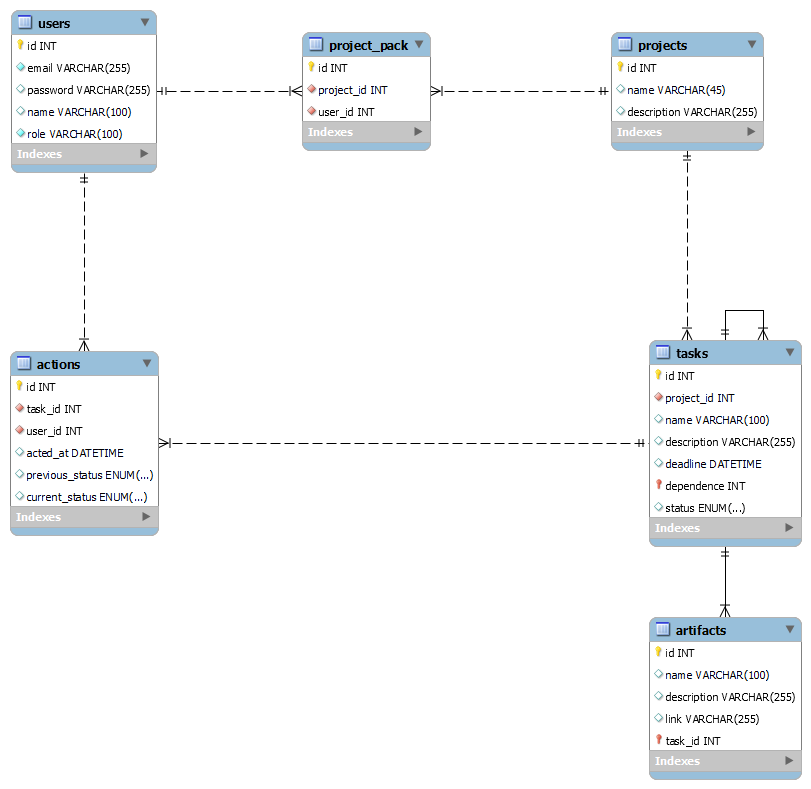 users
id INT
email VARCHAR(255)
password VARCHAR(255)
name VARCHAR(100)
role VARCHAR(100)
Indexes
project_pack
id INT
project_id INT
user_id INT
Indexes
projects
id INT
name VARCHAR(45)
description VARCHAR(255)
Indexes
actions
id INT
task_id INT
user_id INT
acted_at DATETIME
previous_status ENUM(...)
current_status ENUM(...)
Indexes
tasks
id INT
project_id INT
name VARCHAR(100)
description VARCHAR(255)
deadline DATETIME
dependence INT
status ENUM(...)
Indexes
artifacts
id INT
name VARCHAR(100)
description VARCHAR(255)
link VARCHAR(255)
task_id INT
Indexes